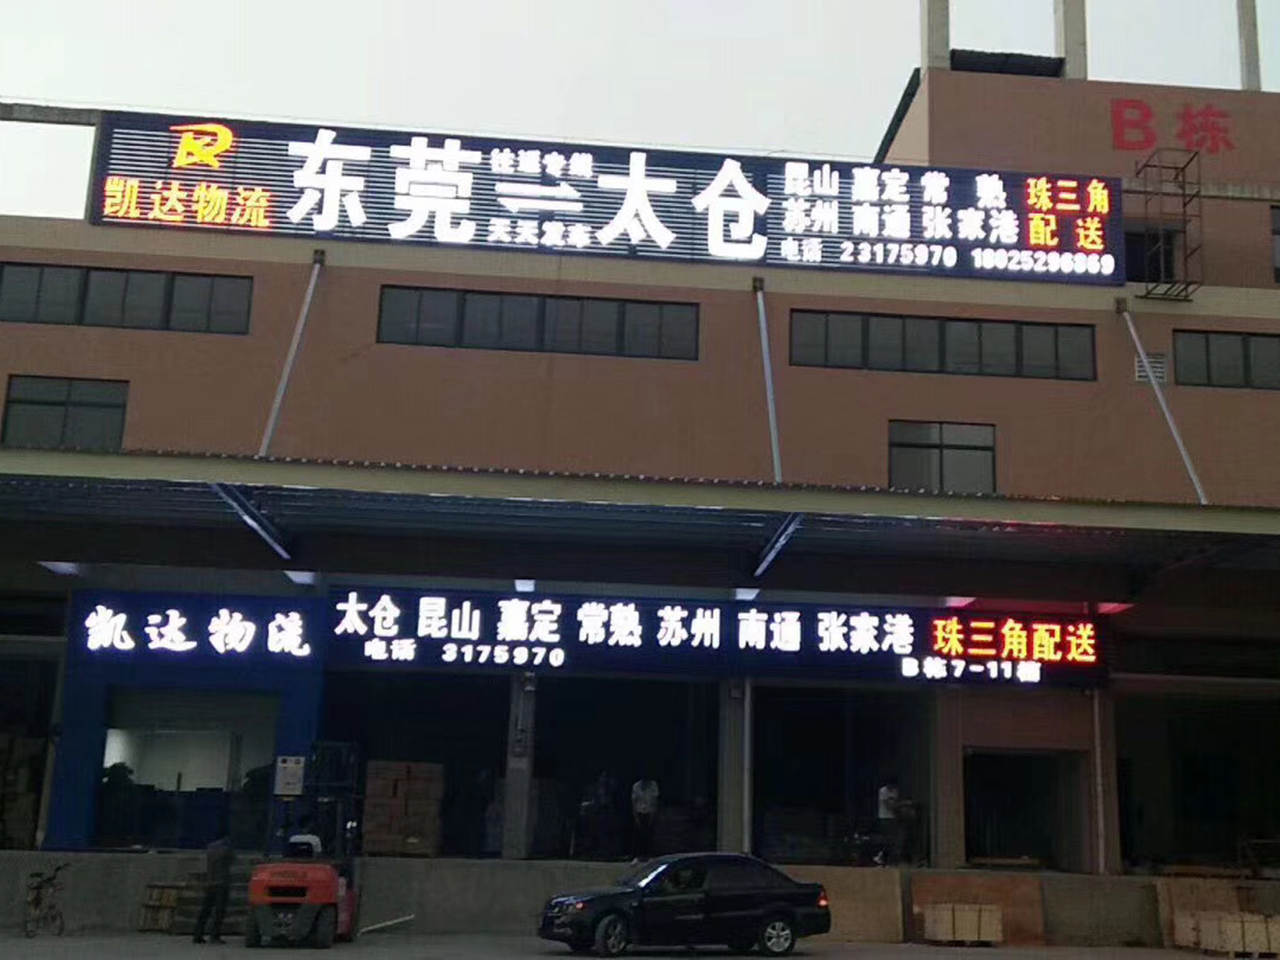 B栋
凯达物流
东莞
往返专线
天天发车
太仓
昆山 嘉定 常熟
苏州 南通 张家港
珠三角
配送
电话 23175970 18025296869
凯达物流
太仓 昆山 嘉定 常熟 苏州 南通 张家港
珠三角配送
电话 3175970
B栋7-11